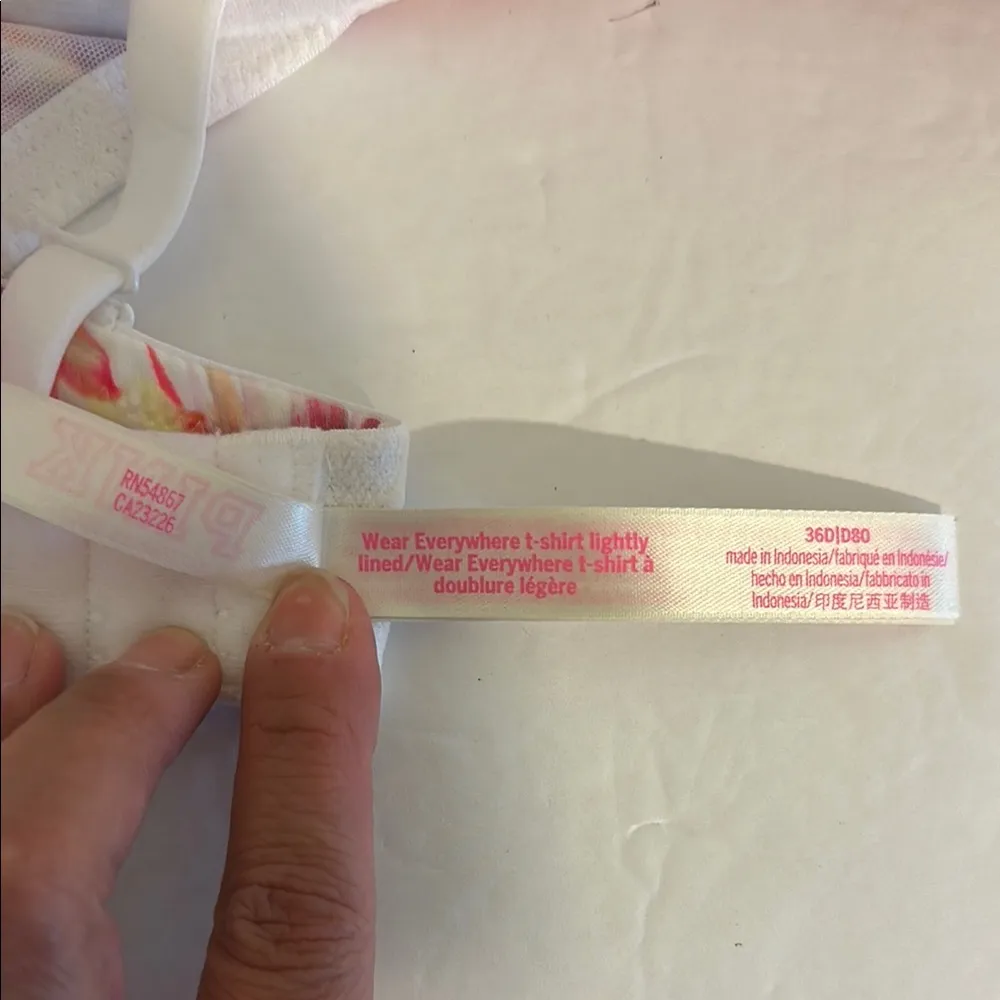 PINK
RN54867
CA23226
Wear Everywhere t-shirt lightly
lined/Wear Everywhere t-shirt à
doublure légère
36D|D80
made in Indonesia/fabriqué en Indonésie/
hecho en Indonesia/fabbricato in
Indonesia/印度尼西亚制造